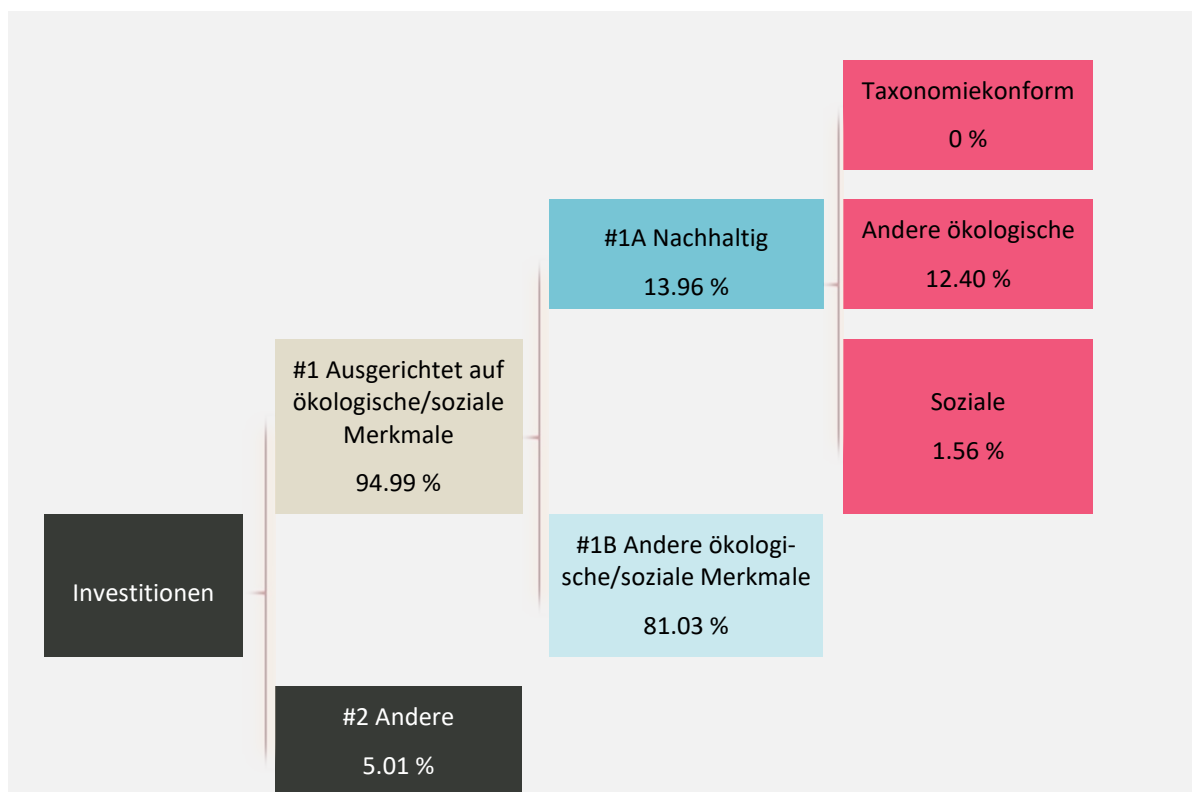 Taxonomiekonform
0 %
#1A Nachhaltig
13.96 %
Andere ökologische
12.40 %
#1 Ausgerichtet auf
ökologische/soziale
Merkmale
94.99 %
Soziale
1.56 %
Investitionen
#1B Andere ökologi-
sche/soziale Merkmale
81.03 %
#2 Andere
5.01 %